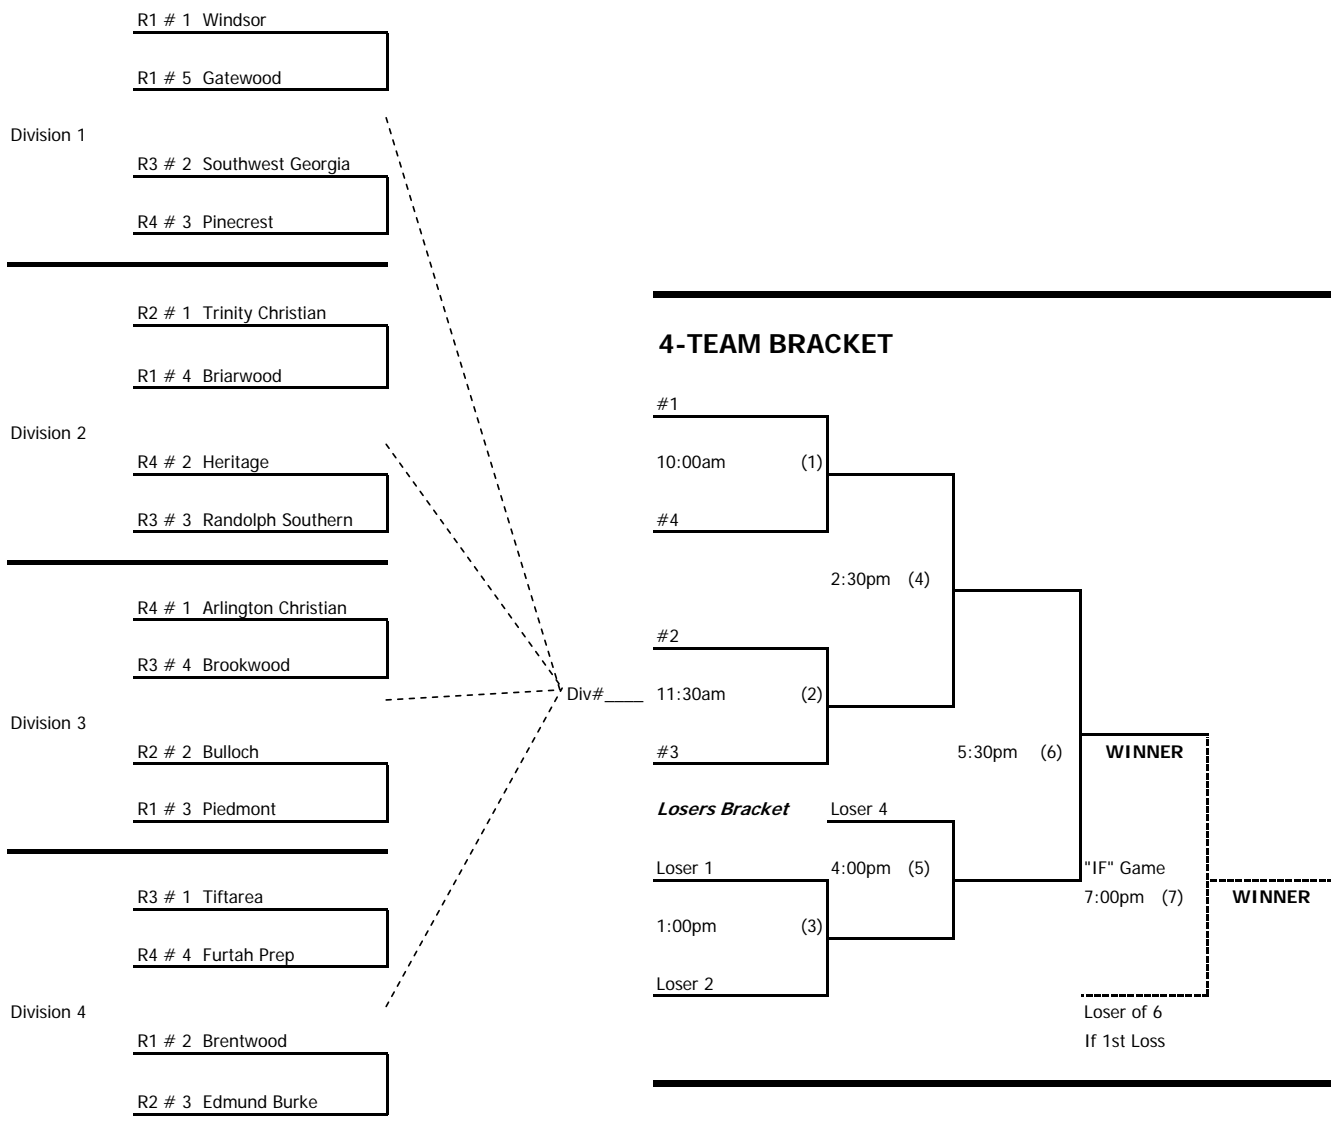 R1 # 1 Windsor
R1 # 5 Gatewood
Division 1
R3 # 2 Southwest Georgia
R4 # 3 Pinecrest
R2 # 1 Trinity Christian
R1 # 4 Briarwood
Division 2
R4 # 2 Heritage
R3 # 3 Randolph Southern
R4 # 1 Arlington Christian
R3 # 4 Brookwood
Division 3
R2 # 2 Bulloch
R1 # 3 Piedmont
R3 # 1 Tiftarea
R4 # 4 Furtah Prep
Division 4
R1 # 2 Brentwood
R2 # 3 Edmund Burke
Div#____
4-TEAM BRACKET
#1
10:00am (1)
#4
2:30pm (4)
#2
11:30am (2)
#3
5:30pm (6) WINNER
Losers Bracket Loser 4
Loser 1 4:00pm (5) "IF" Game
7:00pm (7) WINNER
1:00pm (3)
Loser 2
Loser of 6
If 1st Loss